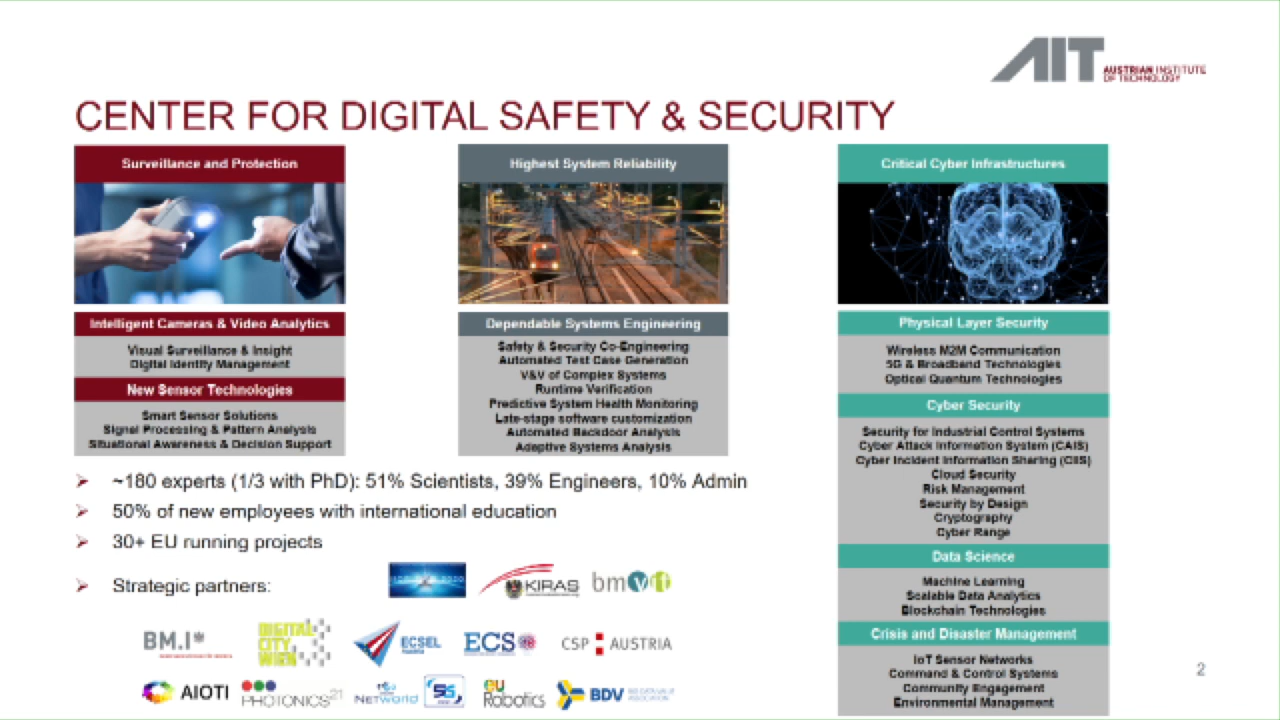 AIT
AUSTRIAN INSTITUTE
OF TECHNOLOGY
CENTER FOR DIGITAL SAFETY & SECURITY
Surveillance and Protection
Intelligent Cameras & Video Analytics
Visual Surveillance & Insight
Digital Identity Management
New Sensor Technologies
Smart Sensor Solutions
Signal Processing & Pattern Analysis
Situational Awareness & Decision Support
Highest System Reliability
Dependable Systems Engineering
Safety & Security Co-Engineering
Automated Test Case Generation
V&V of Complex Systems
Runtime Verification
Predictive System Health Monitoring
Late-stage software customization
Automated Backdoor Analysis
Adaptive Systems Analysis
Critical Cyber Infrastructures
Physical Layer Security
Wireless M2M Communication
5G & Broadband Technologies
Optical Quantum Technologies
Cyber Security
Security for Industrial Control Systems
Cyber Attack Information System (CAIS)
Cyber Incident Information Sharing (CIIS)
Cloud Security
Risk Management
Security by Design
Cryptography
Cyber Range
Data Science
Machine Learning
Scalable Data Analytics
Blockchain Technologies
Crisis and Disaster Management
IoT Sensor Networks
Command & Control Systems
Community Engagement
Environmental Management
~180 experts (1/3 with PhD): 51% Scientists, 39% Engineers, 10% Admin
50% of new employees with international education
30+ EU running projects
Strategic partners:
KIRAS
bmvit
BM.I*
DIGITAL
CITY
WIEN
ECSEL
Austria
ECS
CSP AUSTRIA
AIOTI
PHOTONICS21
NETworld
5G
EU
Robotics
BDV
2